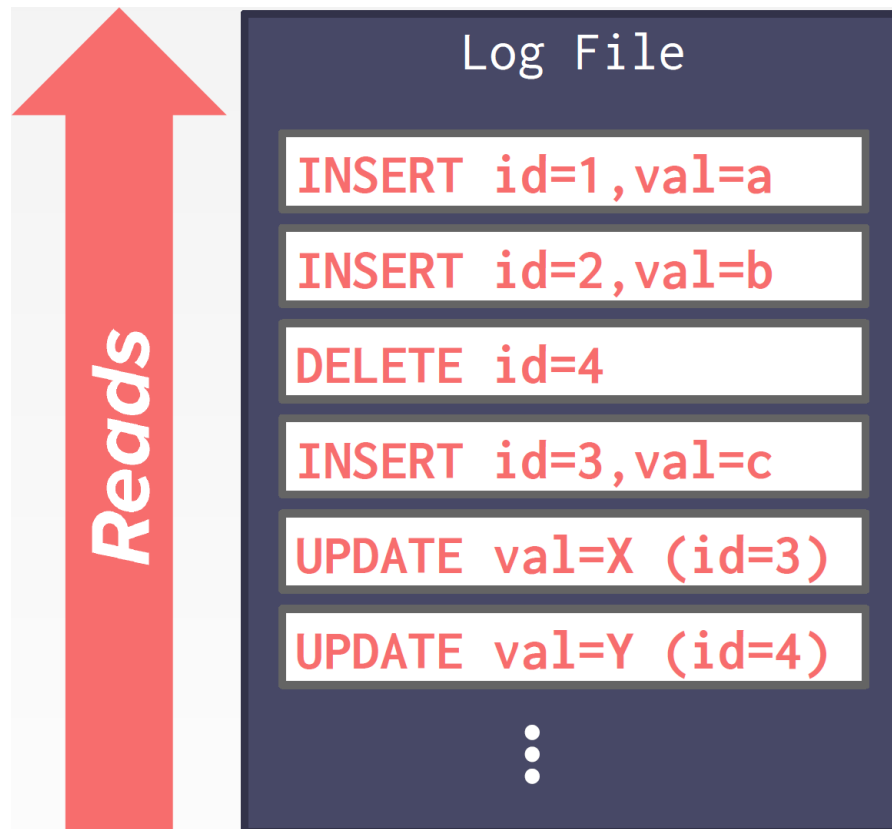 Log File
INSERT id=1,val=a
INSERT id=2,val=b
DELETE id=4
INSERT id=3,val=c
UPDATE val=X (id=3)
UPDATE val=Y (id=4)
Reads